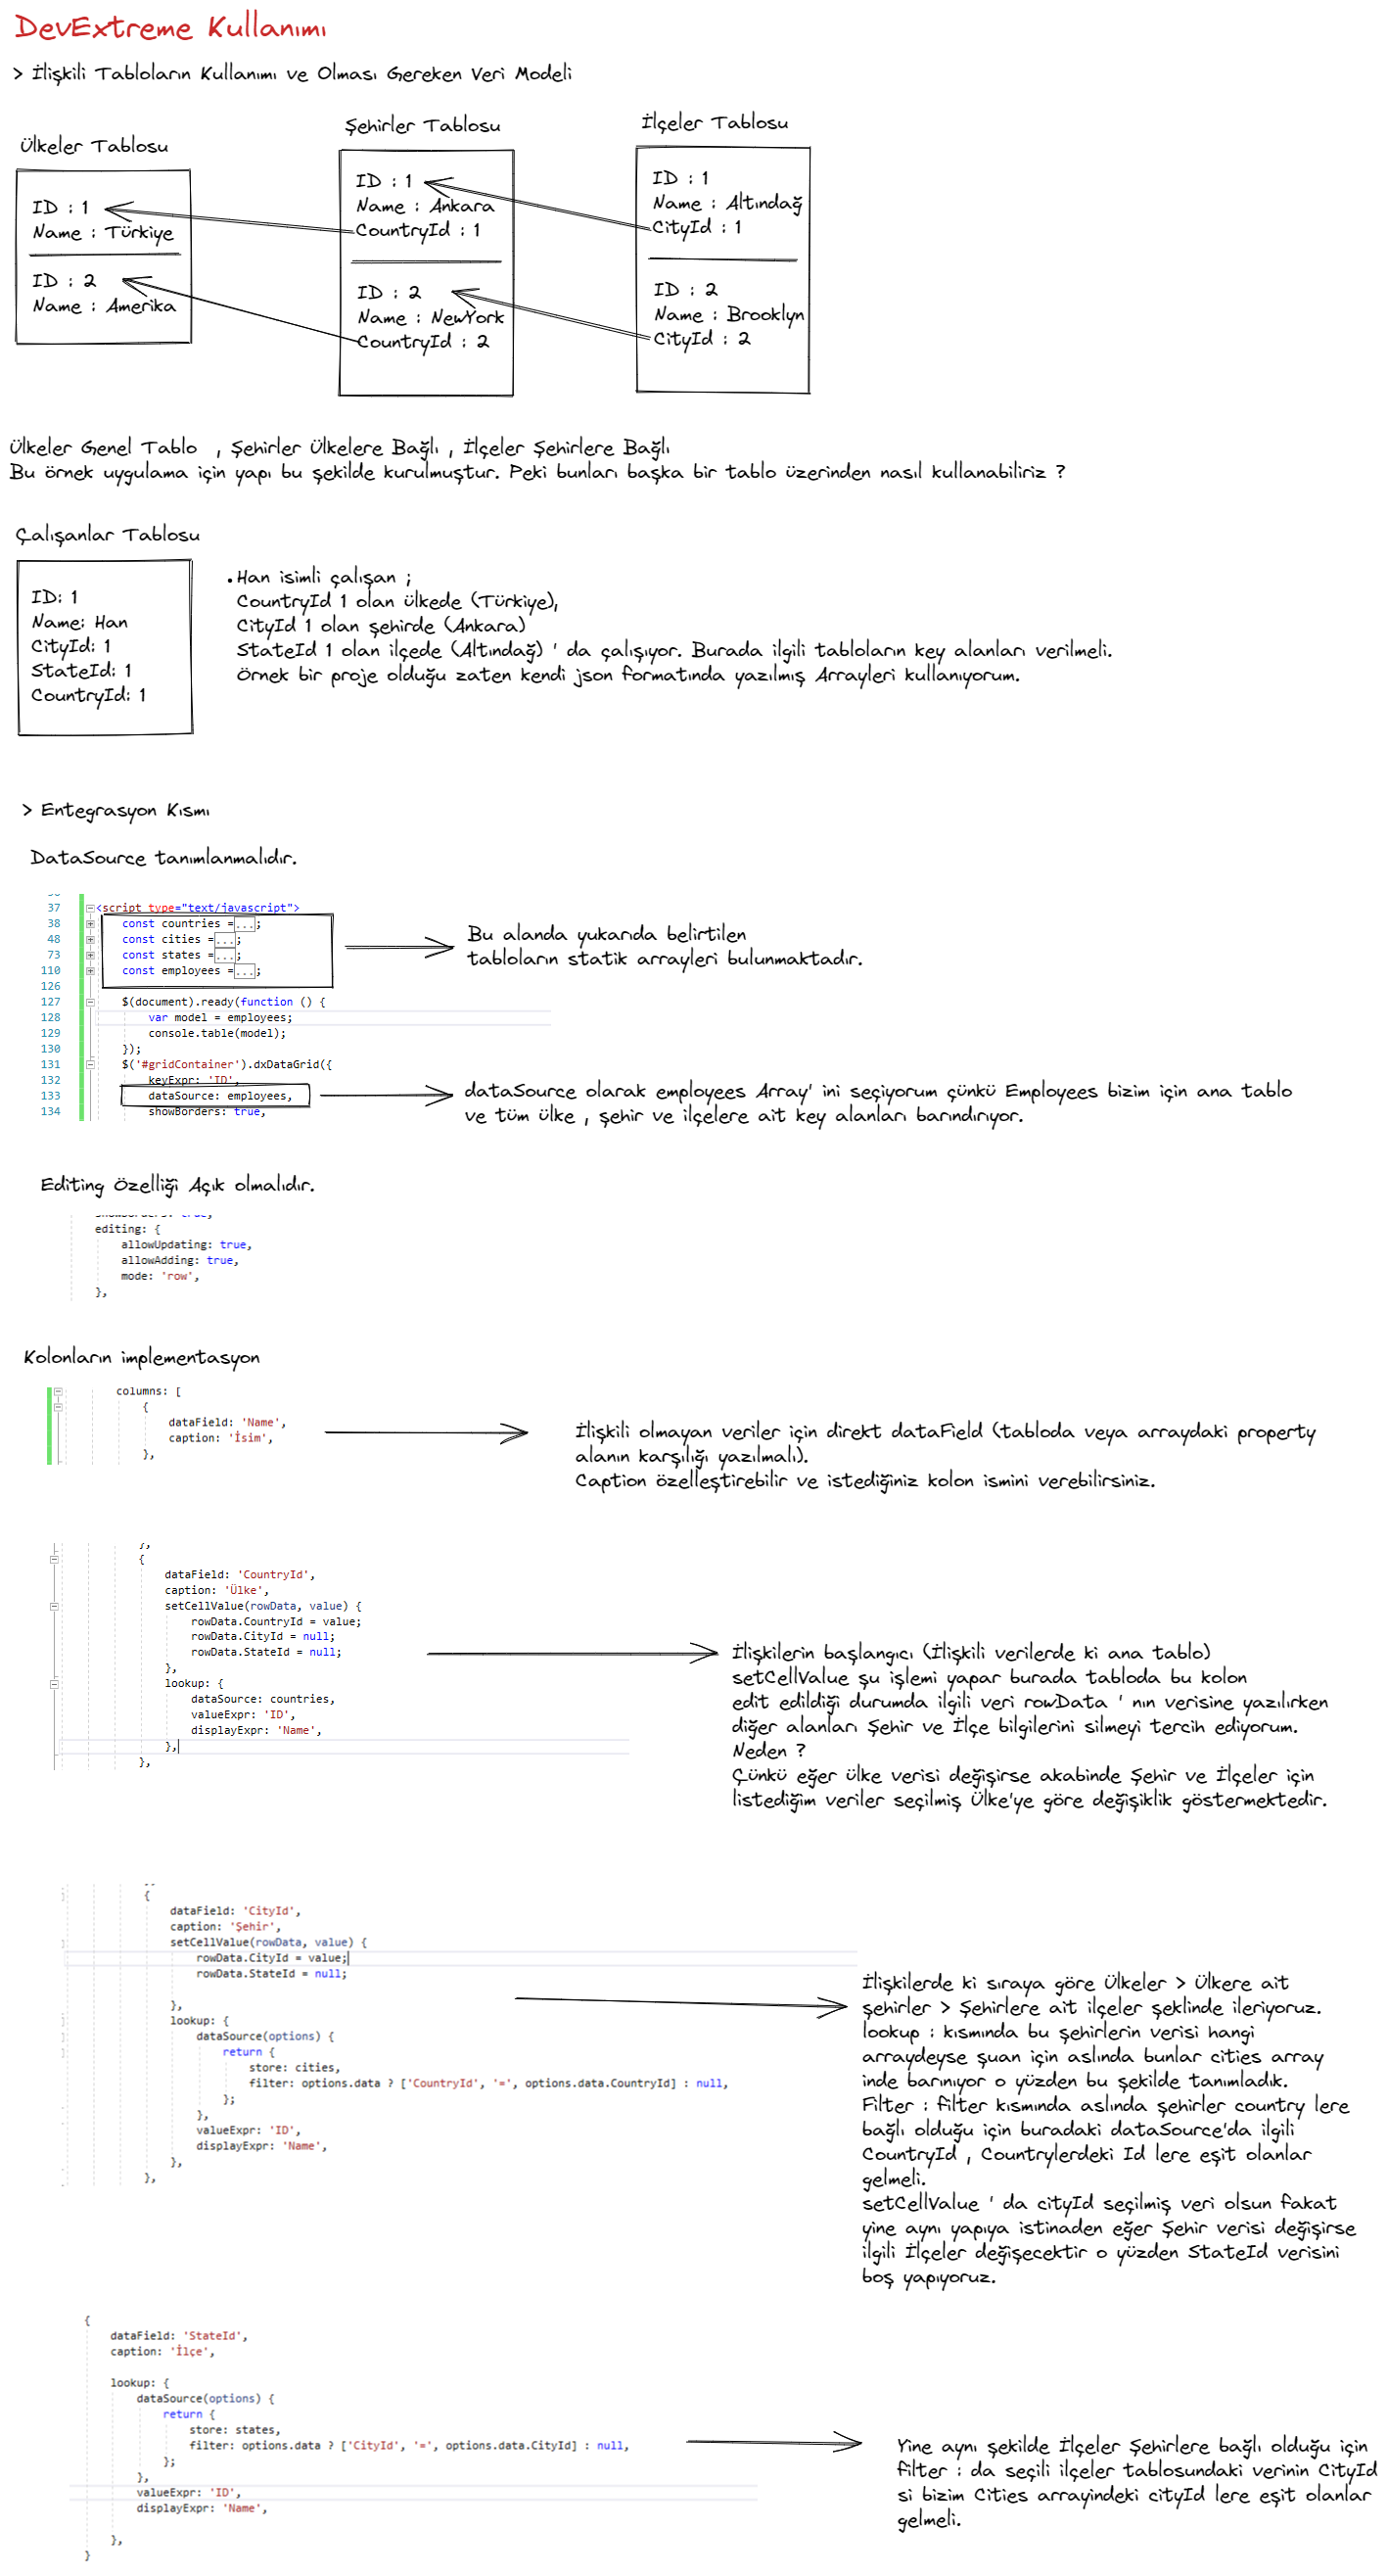 DevExtreme Kullanımı
> İlişkili Tabloların Kullanımı ve Olması Gereken Veri Modeli
Ülkeler Tablosu
ID : 1
Name : Türkiye
ID : 2
Name : Amerika
Şehirler Tablosu
ID : 1
Name : Ankara
CountryId : 1
ID : 2
Name : NewYork
CountryId : 2
İlçeler Tablosu
ID : 1
Name : Altındağ
CityId : 1
ID : 2
Name : Brooklyn
CityId : 2
Ülkeler Genel Tablo , Şehirler Ülkelere Bağlı , İlçeler Şehirlere Bağlı
Bu örnek uygulama için yapı bu şekilde kurulmuştur. Peki bunları başka bir tablo üzerinden nasıl kullanabiliriz ?
Çalışanlar Tablosu
ID: 1
Name: Han
CityId: 1
StateId: 1
CountryId: 1
.Han isimli çalışan ;
CountryId 1 olan ülkede (Türkiye),
CityId 1 olan şehirde (Ankara)
StateId 1 olan ilçede (Altındağ) ' da çalışıyor. Burada ilgili tabloların key alanları verilmeli.
Örnek bir proje olduğu zaten kendi json formatında yazılmış Arrayleri kullanıyorum.
> Entegrasyon Kısmı
DataSource tanımlanmalıdır.
37 <script type="text/javascript">
38 const countries =...;
48 const cities =...;
73 const states =...;
110 const employees =...;
126
127 $(document).ready(function () {
128 var model = employees;
129 console.table(model);
130 });
131 $('#gridContainer').dxDataGrid({
132 keyExpr: 'ID',
133 dataSource: employees,
134 showBorders: true,
Bu alanda yukarıda belirtilen
tabloların statik arrayleri bulunmaktadır.
dataSource olarak employees Array' ini seçiyorum çünkü Employees bizim için ana tablo
ve tüm ülke , şehir ve ilçelere ait key alanları barındırıyor.
Editing Özelliği Açık olmalıdır.
showBorders: true,
editing: {
allowUpdating: true,
allowAdding: true,
mode: 'row',
},
Kolonların implementasyon
columns: [
{
dataField: 'Name',
caption: 'İsim',
},
İlişkili olmayan veriler için direkt dataField (tabloda veya arraydaki property
alanın karşılığı yazılmalı).
Caption özelleştirebilir ve istediğiniz kolon ismini verebilirsiniz.
},
{
dataField: 'CountryId',
caption: 'Ülke',
setCellValue(rowData, value) {
rowData.CountryId = value;
rowData.CityId = null;
rowData.StateId = null;
},
lookup: {
dataSource: countries,
valueExpr: 'ID',
displayExpr: 'Name',
},
},
İlişkilerin başlangıcı (İlişkili verilerde ki ana tablo)
setCellValue şu işlemi yapar burada tabloda bu kolon
edit edildiği durumda ilgili veri rowData ' nın verisine yazılırken
diğer alanları Şehir ve İlçe bilgilerini silmeyi tercih ediyorum.
Neden ?
Çünkü eğer ülke verisi değişirse akabinde Şehir ve İlçeler için
listediğim veriler seçilmiş Ülke'ye göre değişiklik göstermektedir.
{
dataField: 'CityId',
caption: 'Şehir',
setCellValue(rowData, value) {
rowData.CityId = value;
rowData.StateId = null;
},
lookup: {
dataSource(options) {
return {
store: cities,
filter: options.data ? ['CountryId', '=', options.data.CountryId] : null,
};
},
valueExpr: 'ID',
displayExpr: 'Name',
},
},
İlişkilerde ki sıraya göre Ülkeler > Ülkere ait
şehirler > Şehirlere ait ilçeler şeklinde ileriyoruz.
lookup : kısmında bu şehirlerin verisi hangi
arraydeyse şuan için aslında bunlar cities array
inde barınıyor o yüzden bu şekilde tanımladık.
Filter : filter kısmında aslında şehirler country lere
bağlı olduğu için buradaki dataSource'da ilgili
CountryId , Countrylerdeki Id lere eşit olanlar
gelmeli.
setCellValue ' da cityId seçilmiş veri olsun fakat
yine aynı yapıya istinaden eğer Şehir verisi değişirse
ilgili İlçeler değişecektir o yüzden StateId verisini
boş yapıyoruz.
{
dataField: 'StateId',
caption: 'İlçe',
lookup: {
dataSource(options) {
return {
store: states,
filter: options.data ? ['CityId', '=', options.data.CityId] : null,
};
},
valueExpr: 'ID',
displayExpr: 'Name',
},
}
Yine aynı şekilde İlçeler Şehirlere bağlı olduğu için
filter : da seçili ilçeler tablosundaki verinin CityId
si bizim Cities arrayindeki cityId lere eşit olanlar
gelmeli.